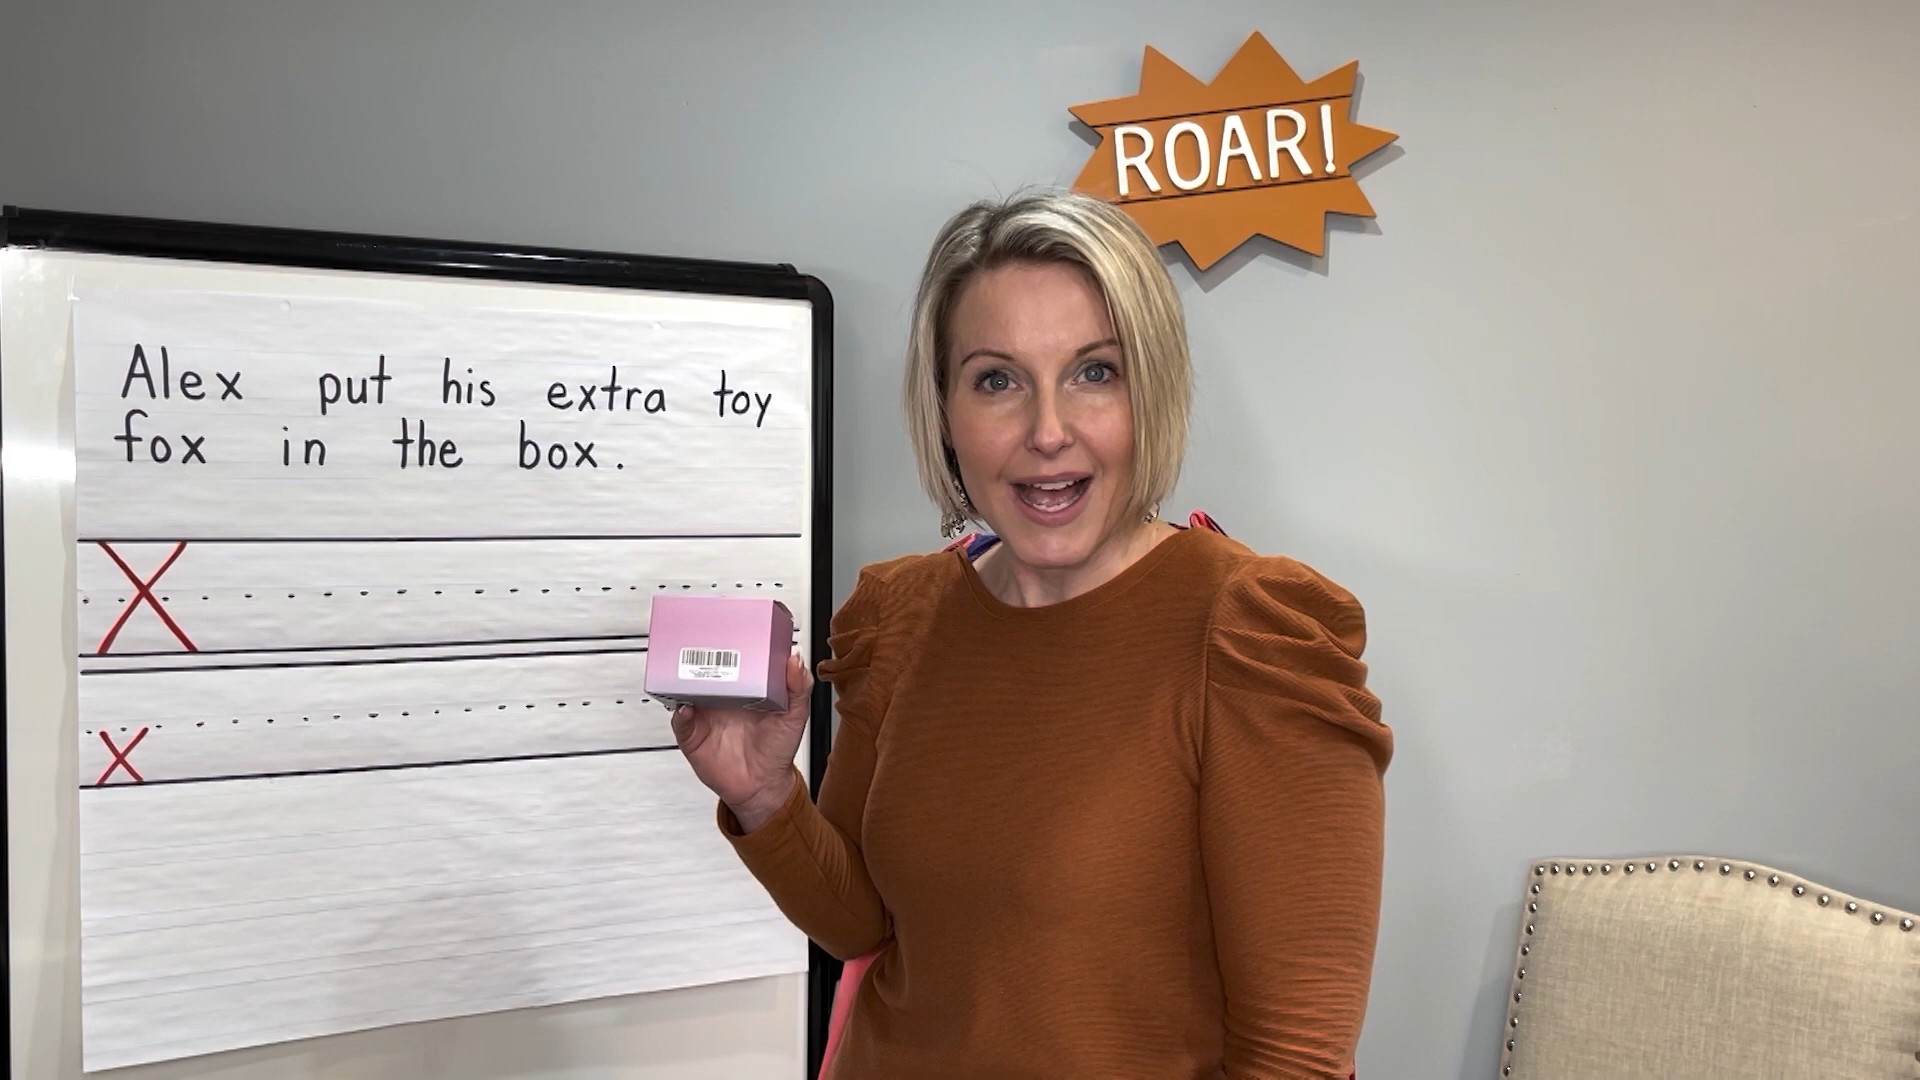 ROAR!
Alex put his extra toy
fox in the box.
X
x